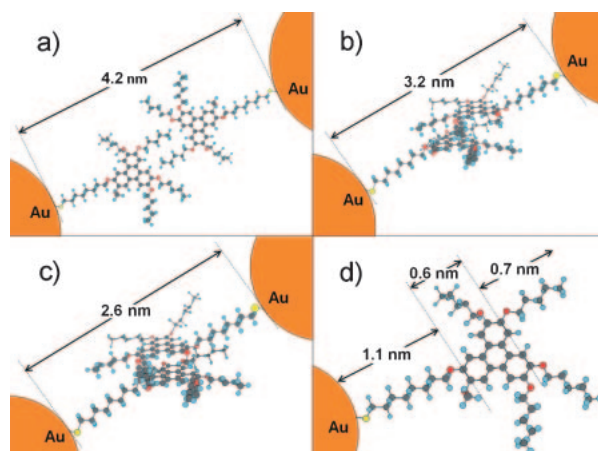 a)
4.2 nm
Au
Au
b)
3.2 nm
Au
Au
c)
2.6 nm
Au
Au
d)
0.6 nm
0.7 nm
1.1 nm
Au